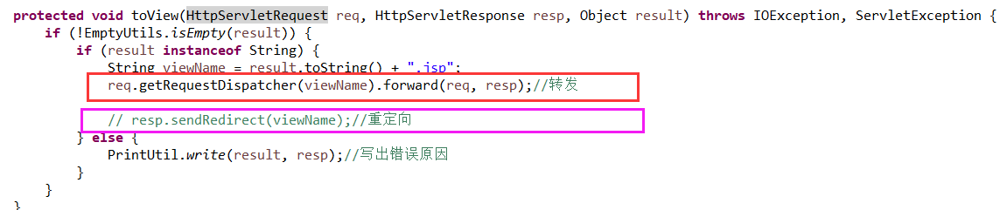 protected void toView(HttpServletRequest req, HttpServletResponse resp, Object result) throws IOException, ServletException {
if (!EmptyUtils.isEmpty(result)) {
if (result instanceof String) {
String viewName = result.toString() + ".jsp";
req.getRequestDispatcher(viewName).forward(req, resp);//转发
// resp.sendRedirect(viewName);//重定向
} else {
PrintUtil.write(result, resp);//写出错误原因
}
}
}